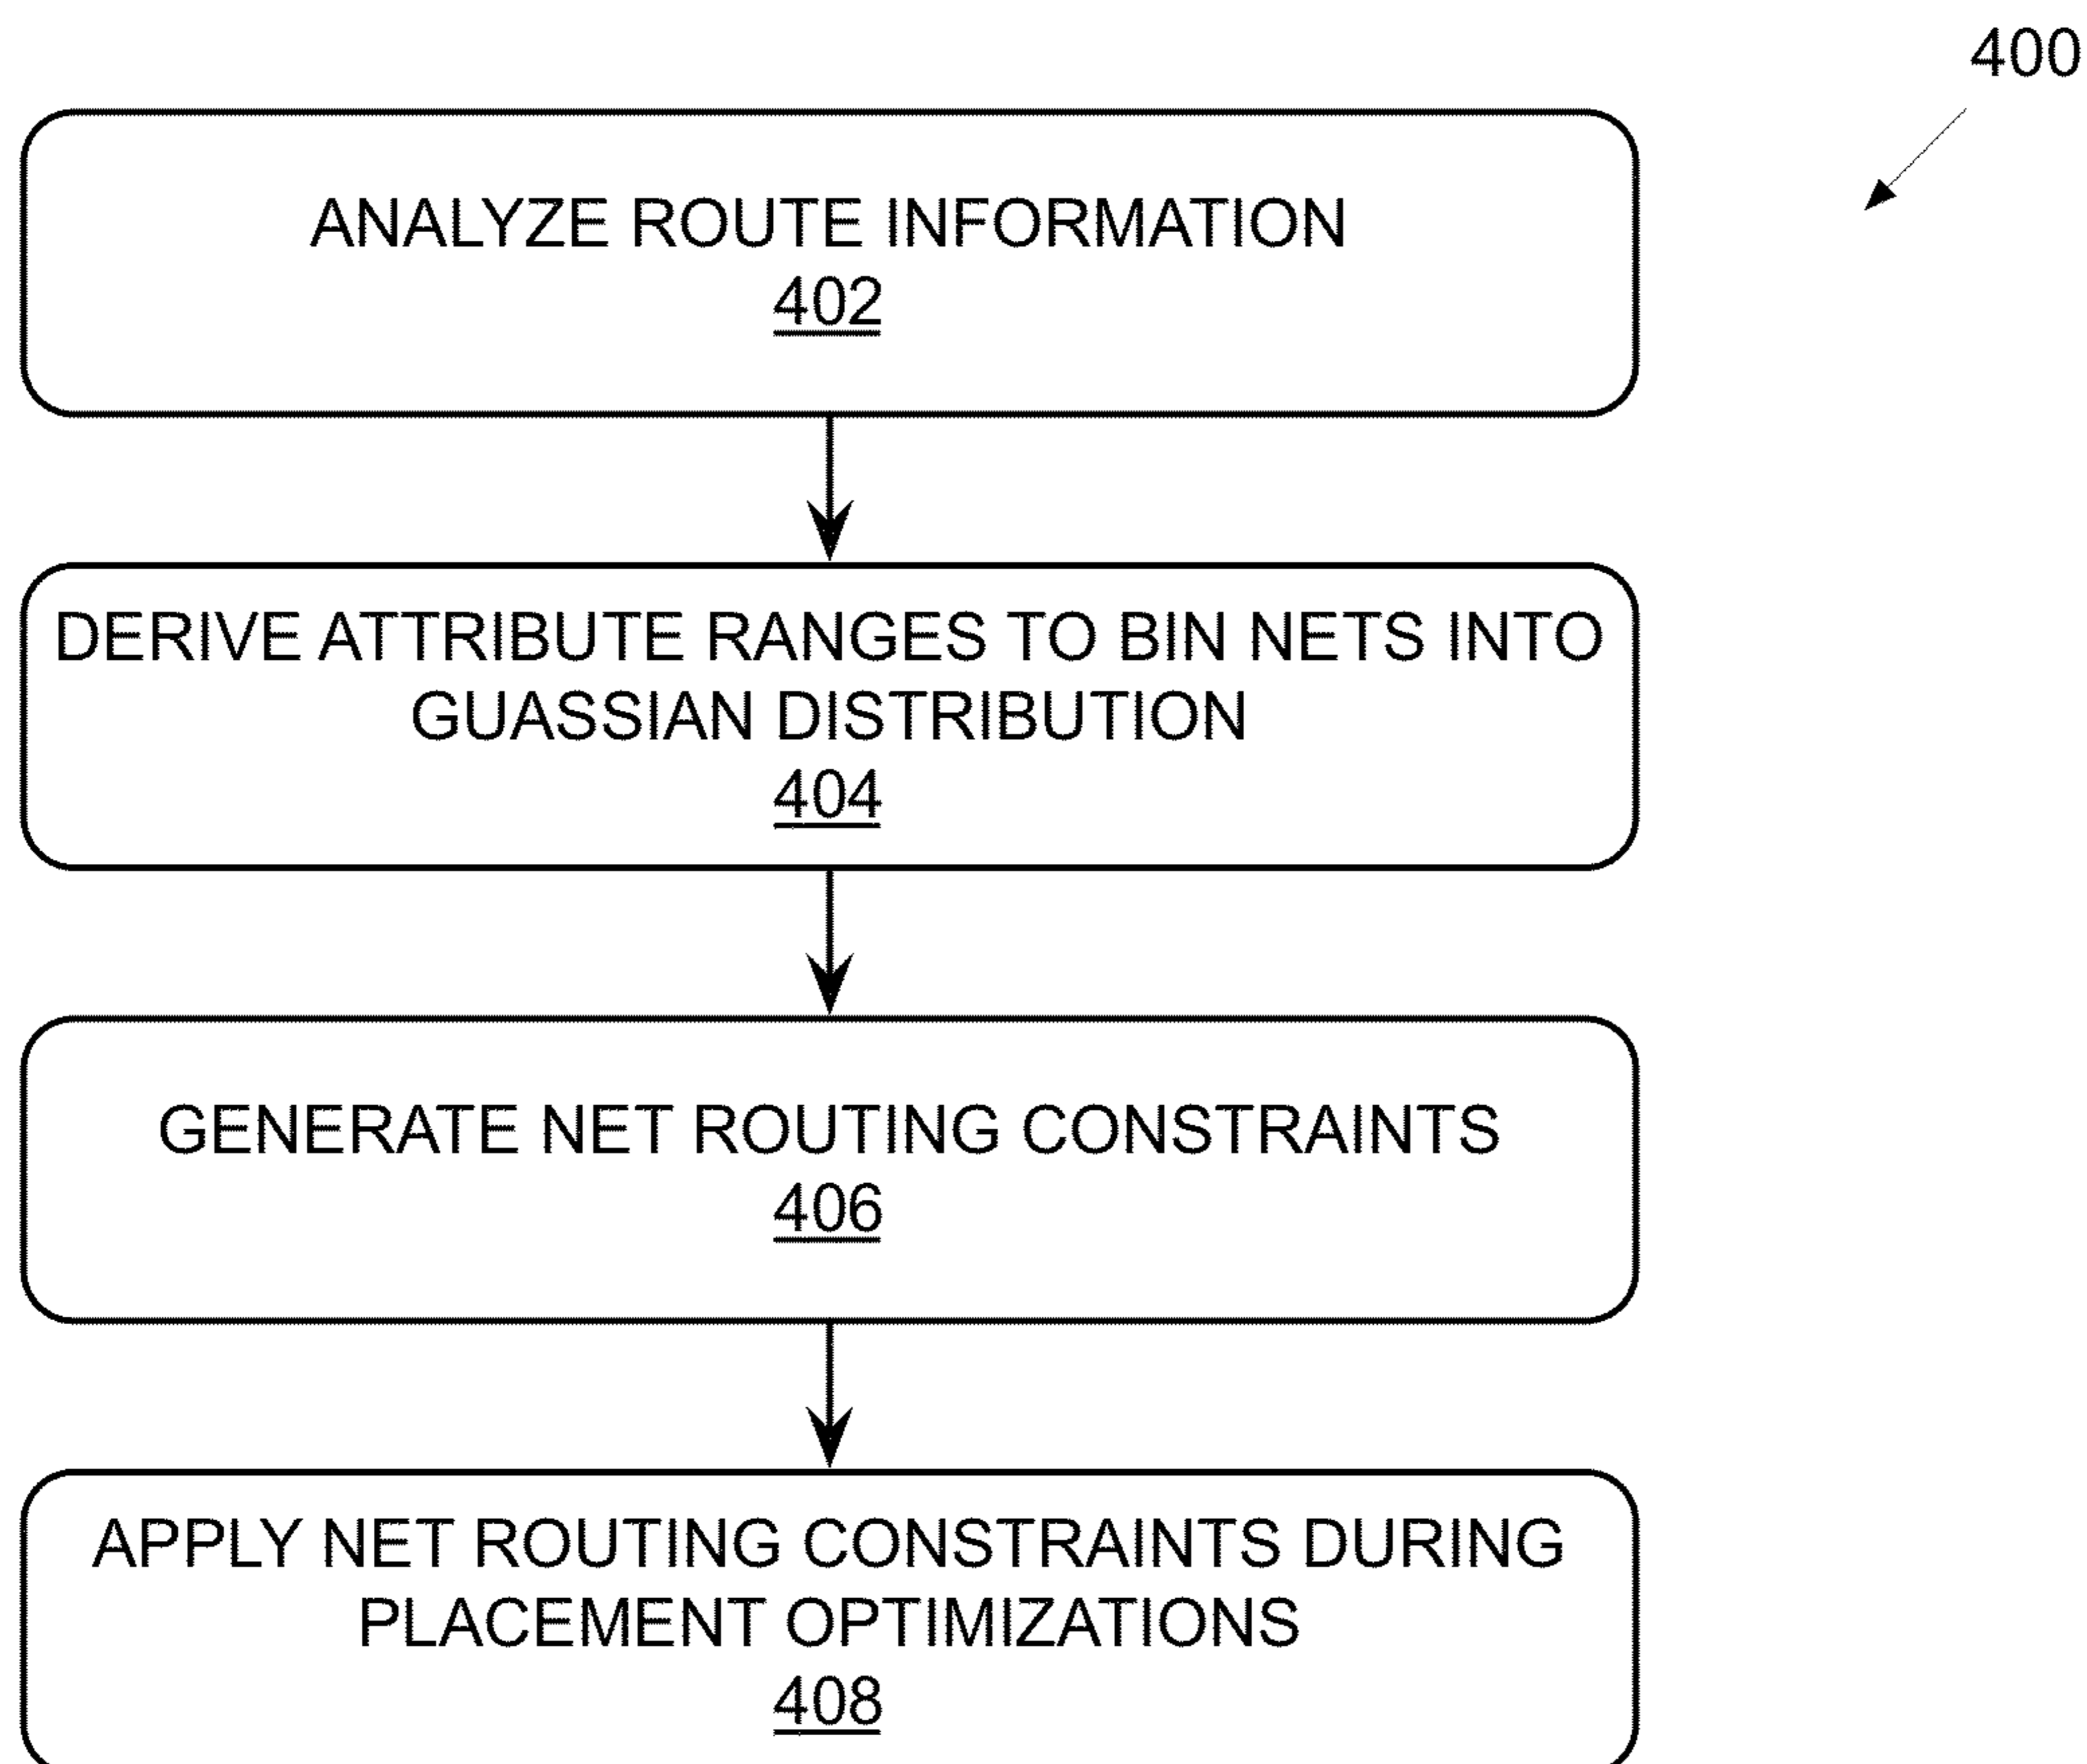 400
ANALYZE ROUTE INFORMATION
402
DERIVE ATTRIBUTE RANGES TO BIN NETS INTO
GUASSIAN DISTRIBUTION
404
GENERATE NET ROUTING CONSTRAINTS
406
APPLY NET ROUTING CONSTRAINTS DURING
PLACEMENT OPTIMIZATIONS
408